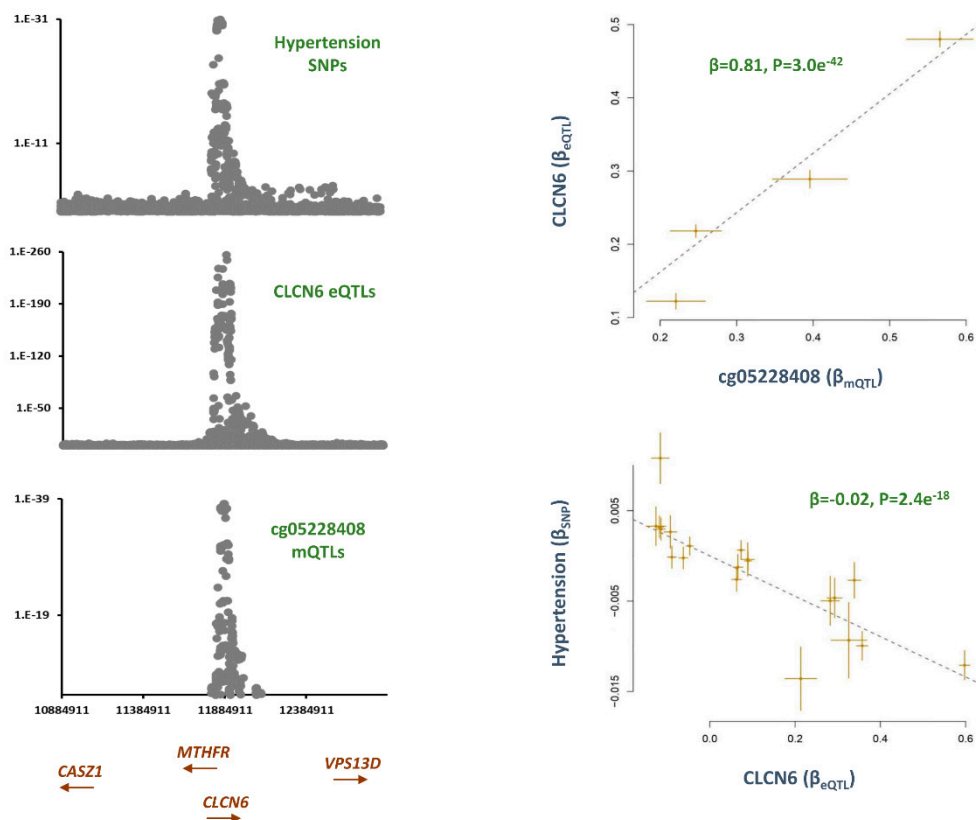 1.E-31
Hypertension
SNPs
1.E-11
1.E-260
CLCN6 eQTLs
1.E-190
1.E-120
1.E-50
1.E-39
cg05228408
mQTLs
1.E-19
10884911 11384911 11884911 12384911
MTHFR
CASZ1
VPS13D
CLCN6
β=0.81, P=3.0e-42
CLCN6 (βeQTL)
0.5
0.3
0.2
0.1
0.2 0.3 0.4 0.5 0.6
cg05228408 (βmQTL)
β=-0.02, P=2.4e-18
Hypertension (βSNP)
0.005
-0.005
-0.015
0.0 0.2 0.4 0.6
CLCN6 (βeQTL)